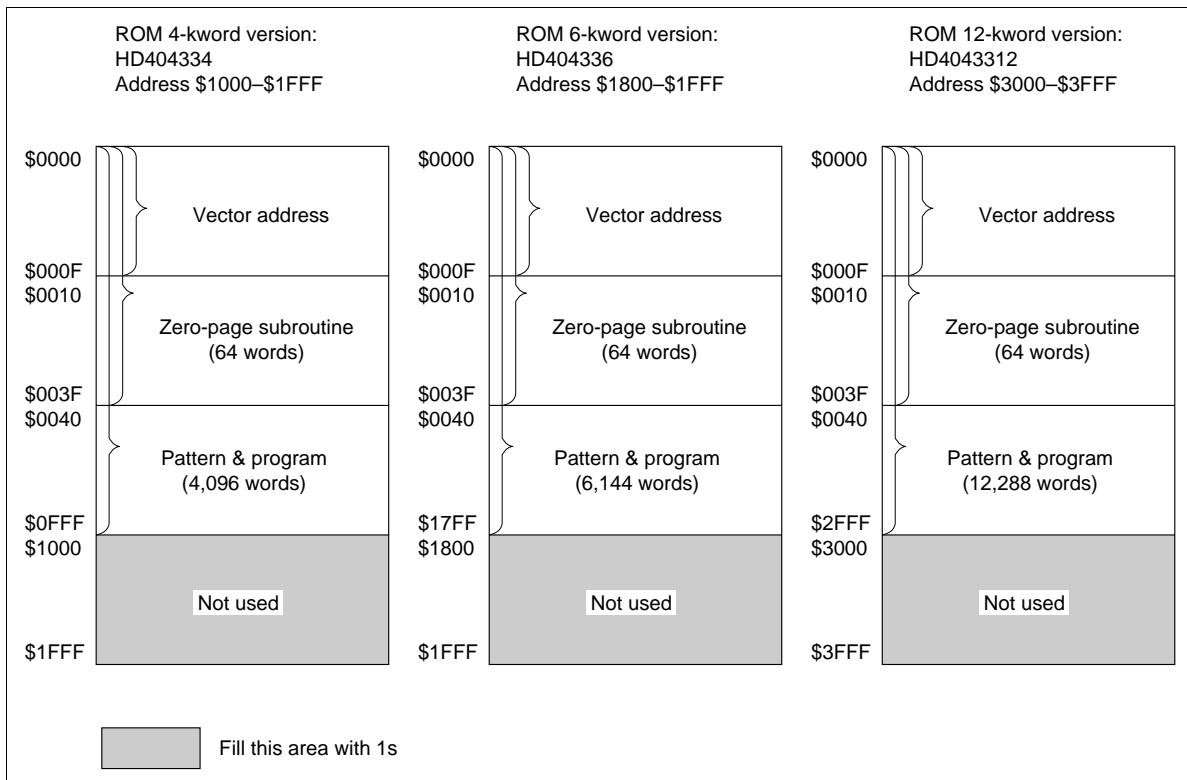 ROM 4-kword version:
HD404334
Address $1000–$1FFF
$0000
Vector address
$000F
$0010
Zero-page subroutine
(64 words)
$003F
$0040
Pattern & program
(4,096 words)
$0FFF
$1000
Not used
$1FFF
ROM 6-kword version:
HD404336
Address $1800–$1FFF
$0000
Vector address
$000F
$0010
Zero-page subroutine
(64 words)
$003F
$0040
Pattern & program
(6,144 words)
$17FF
$1800
Not used
$1FFF
ROM 12-kword version:
HD4043312
Address $3000–$3FFF
$0000
Vector address
$000F
$0010
Zero-page subroutine
(64 words)
$003F
$0040
Pattern & program
(12,288 words)
$2FFF
$3000
Not used
$3FFF
Fill this area with 1s